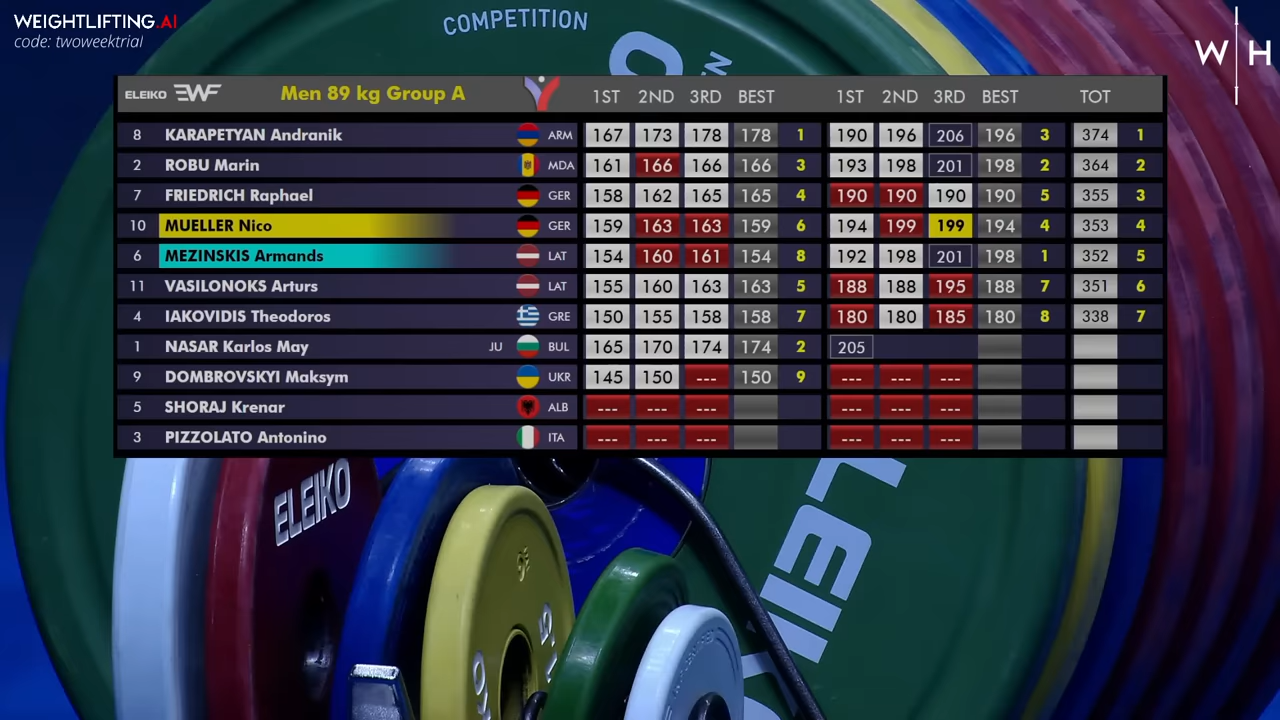 WEIGHTLIFTING.AI
code: twoweektrial
COMPETITION
W H
ELEIKO EWF Men 89 kg Group A 1ST 2ND 3RD BEST 1ST 2ND 3RD BEST TOT
8 KARAPETYAN Andranik ARM 167 173 178 178 1 190 196 206 196 3 374 1
2 ROBU Marin MDA 161 166 166 166 3 193 198 201 198 2 364 2
7 FRIEDRICH Raphael GER 158 162 165 165 4 190 190 190 190 5 355 3
10 MUELLER Nico GER 159 163 163 159 6 194 199 199 194 4 353 4
6 MEZINSKIS Armands LAT 154 160 161 154 8 192 198 201 198 1 352 5
11 VASILONOKS Arturs LAT 155 160 163 163 5 188 188 195 188 7 351 6
4 IAKOVIDIS Theodoros GRE 150 155 158 158 7 180 180 185 180 8 338 7
1 NASAR Karlos May JU BUL 165 170 174 174 2 205
9 DOMBROVSKYI Maksym UKR 145 150 --- 150 9 --- --- ---
5 SHORAJ Krenar ALB --- --- --- --- --- ---
3 PIZZOLATO Antonino ITA --- --- --- --- --- ---
ELEIKO